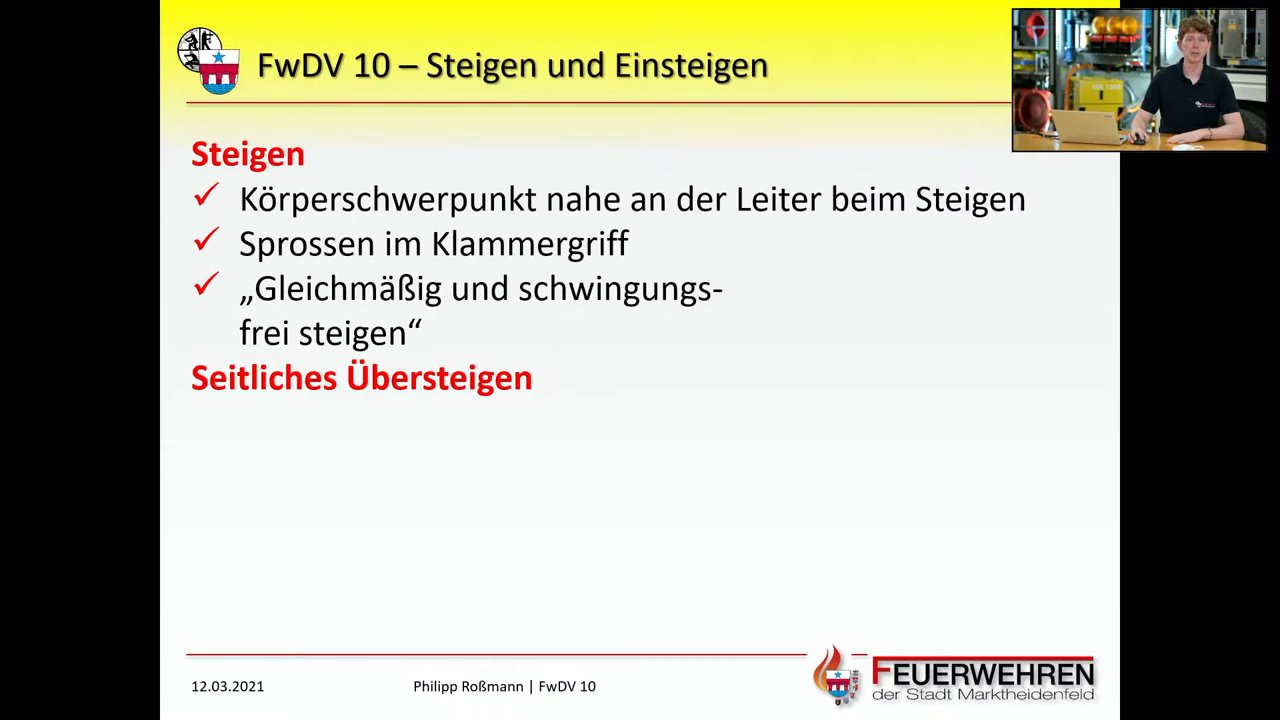 FwDV 10 – Steigen und Einsteigen
Steigen
Körperschwerpunkt nahe an der Leiter beim Steigen
Sprossen im Klammergriff
„Gleichmäßig und schwingungs-
frei steigen“
Seitliches Übersteigen
12.03.2021
Philipp Roßmann | FwDV 10
FEUERWEHREN
der Stadt Marktheidenfeld